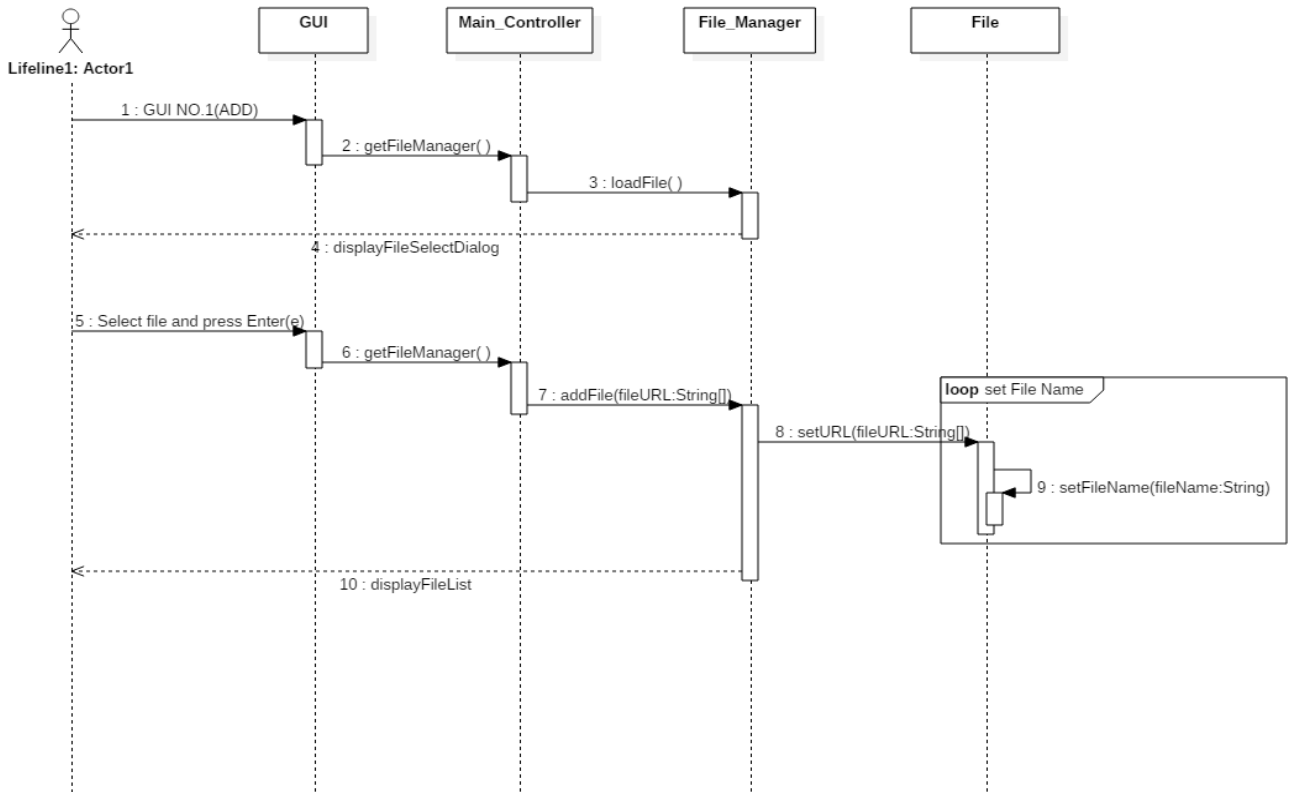 GUI
Main_Controller
File_Manager
File
Lifeline1: Actor1
1 : GUI NO.1(ADD)
2 : getFileManager( )
3 : loadFile( )
4 : displayFileSelectDialog
5 : Select file and press Enter(e)
6 : getFileManager( )
7 : addFile(fileURL:String[])
loop set File Name
8 : setURL(fileURL:String[])
9 : setFileName(fileName:String)
10 : displayFileList